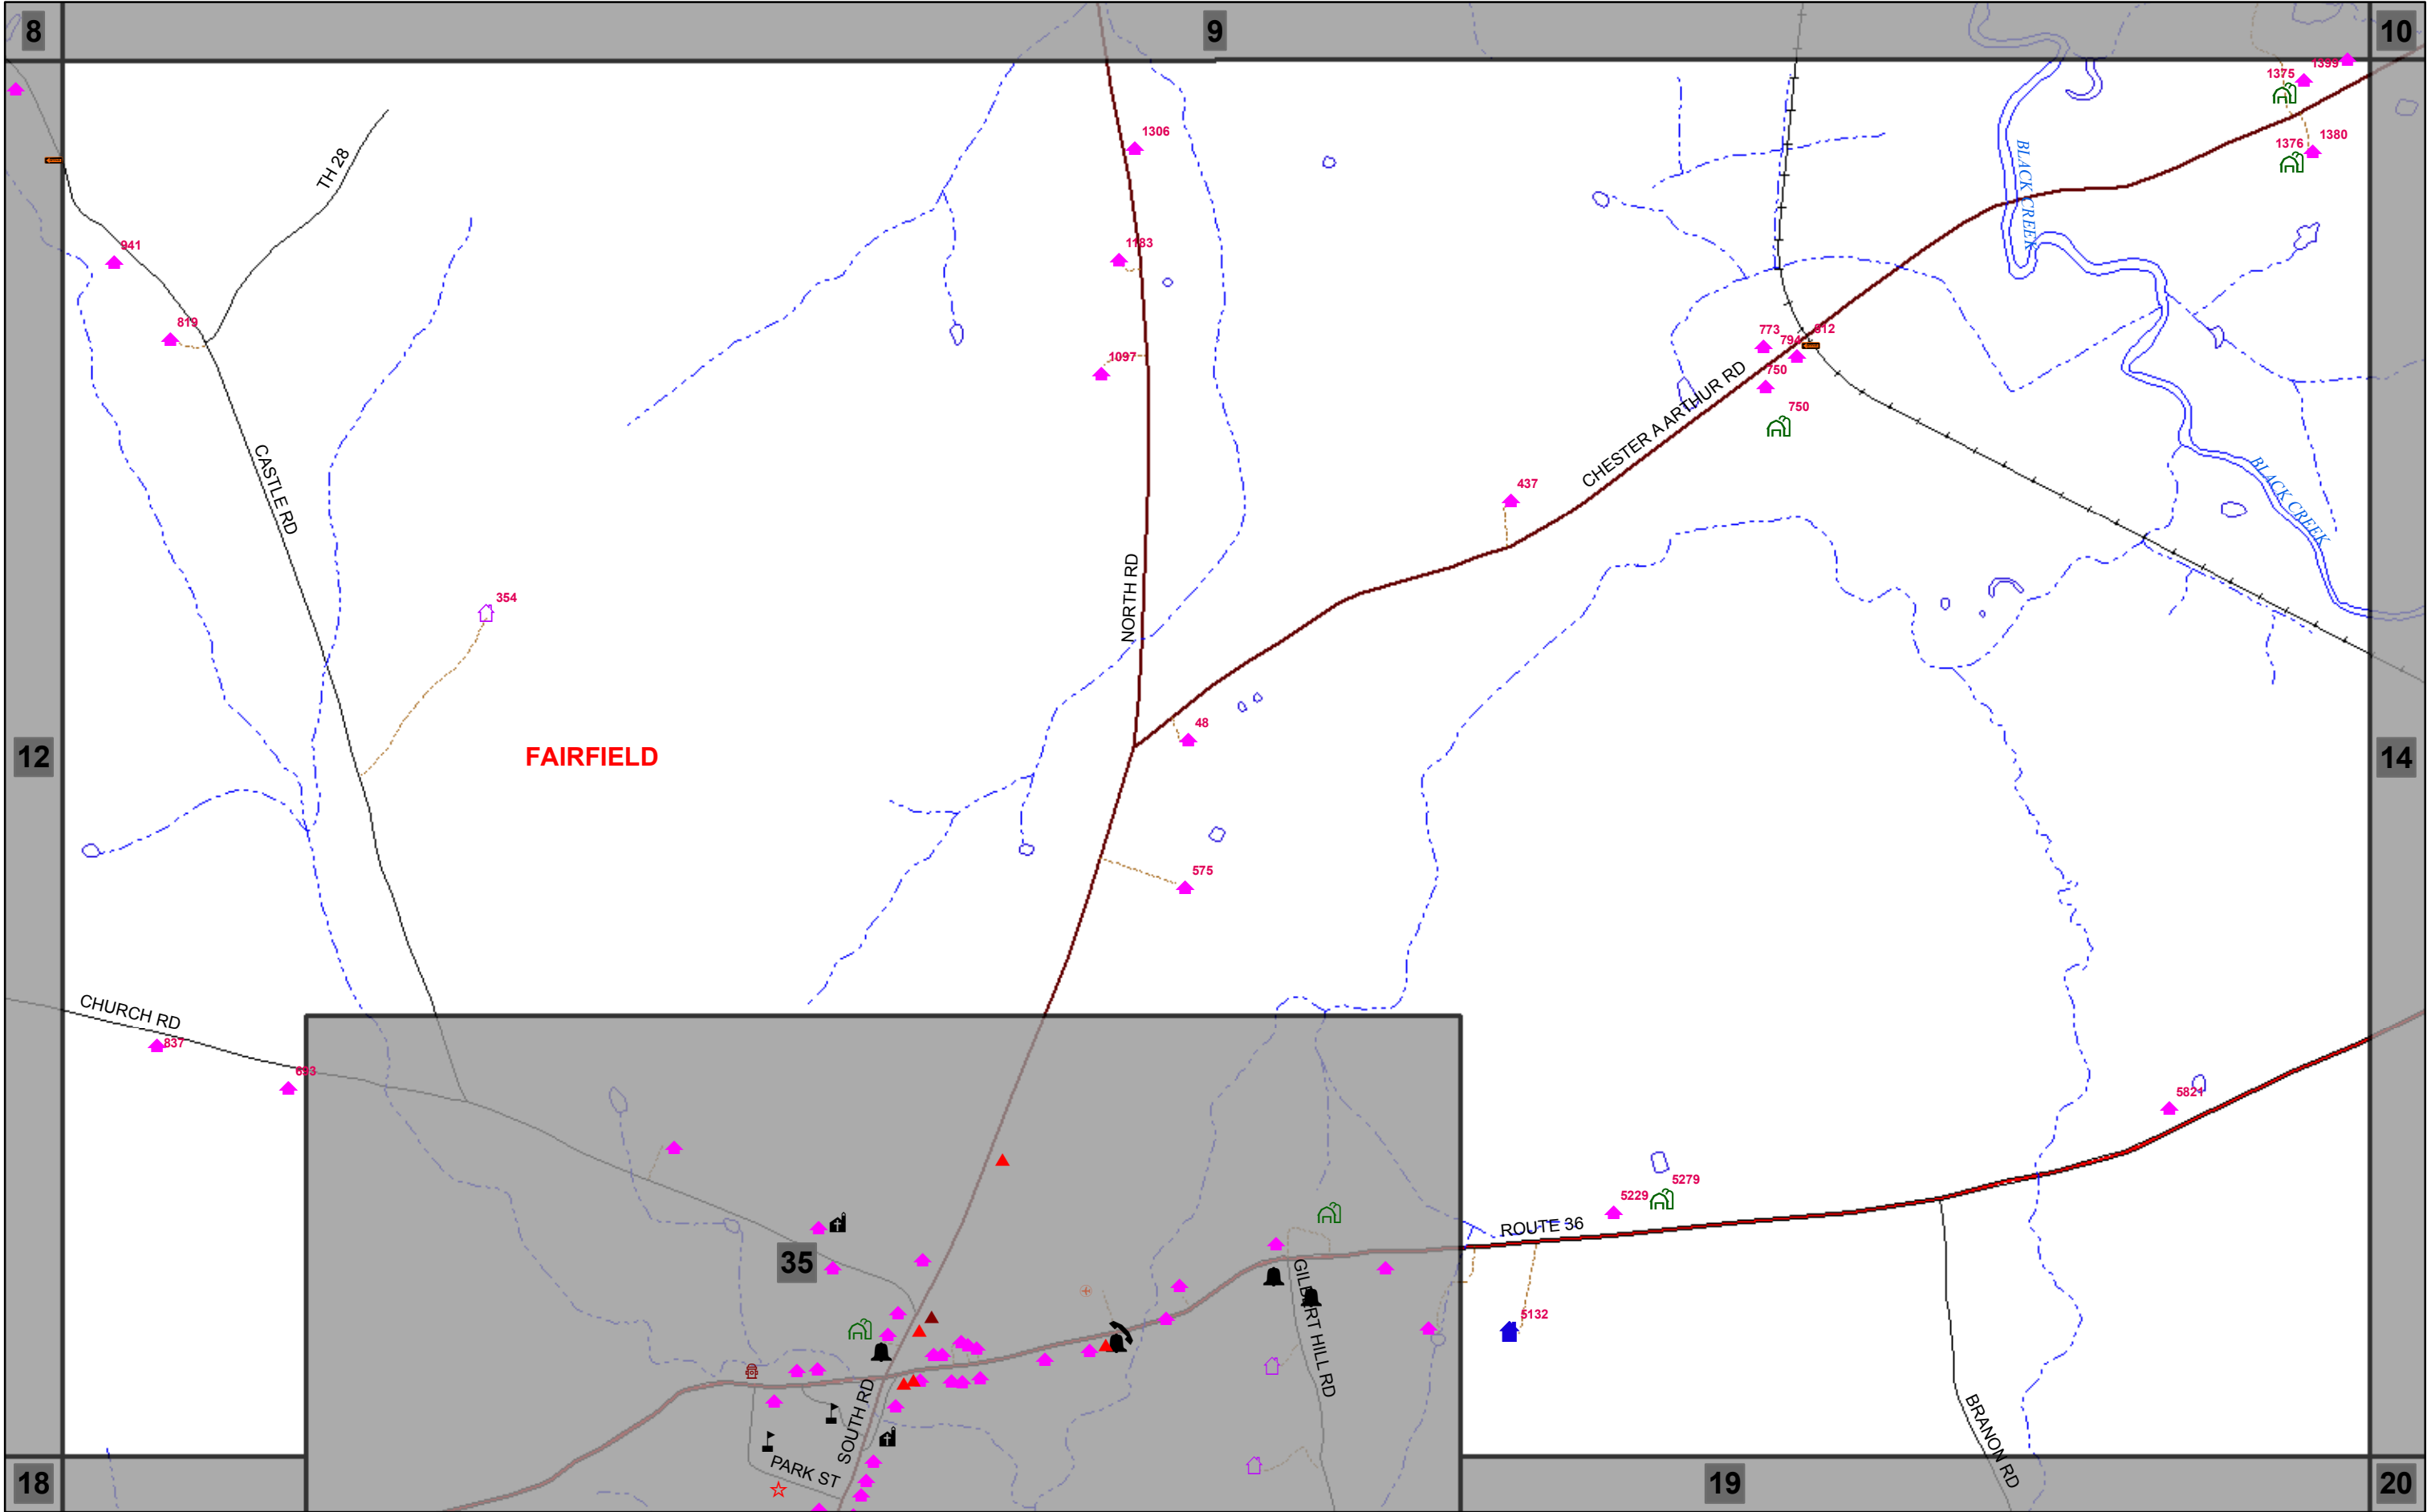 8
9
10
1399
1375
1306
1380
1376
TH 28
BLACK CREEK
941
1183
819
773
812
794
1097
750
CHESTER A ARTHUR RD
750
CASTLE RD
437
BLACK CREEK
NORTH RD
354
48
12
FAIRFIELD
14
575
CHURCH RD
837
693
5821
5279
5229
ROUTE 36
35
GILBERT HILL RD
5132
SOUTH RD
BRANON RD
PARK ST
18
19
20